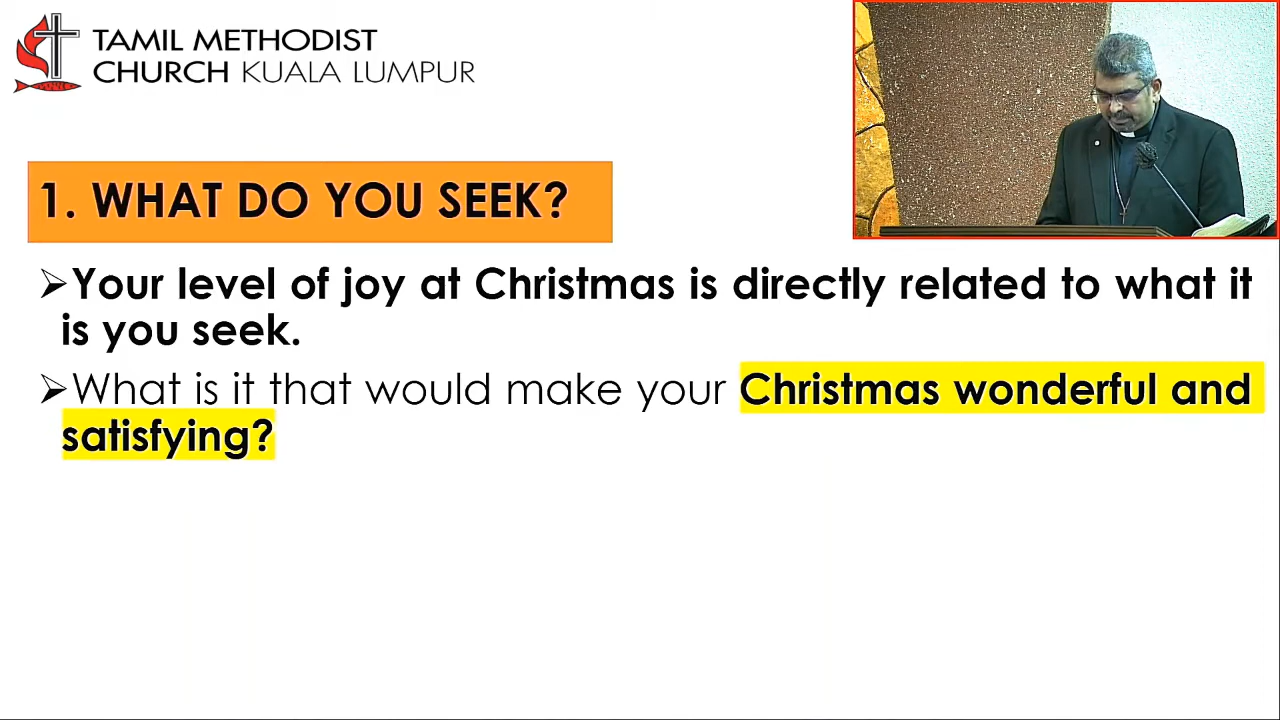 TAMIL METHODIST
CHURCH KUALA LUMPUR
1. WHAT DO YOU SEEK?
➢Your level of joy at Christmas is directly related to what it
is you seek.
➢What is it that would make your Christmas wonderful and
satisfying?